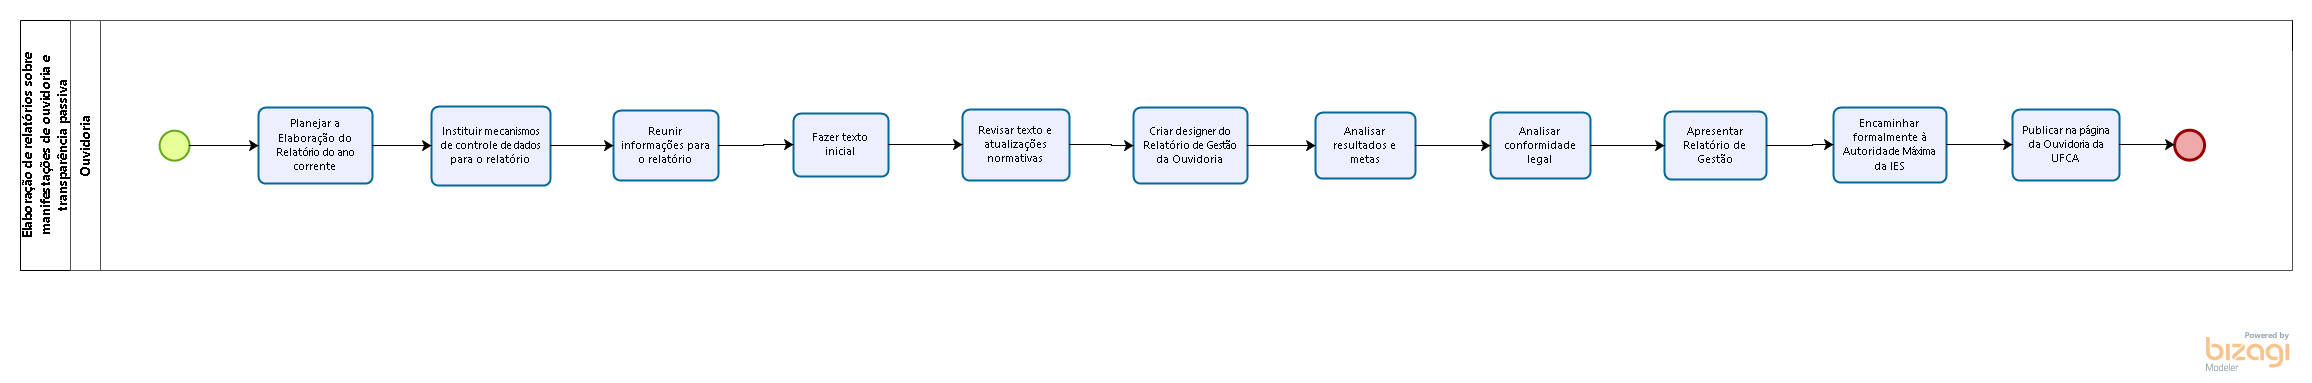 Elaboração de relatórios sobre
manifestações de ouvidoria e
transparência passiva
Ouvidoria
Planejar a
Elaboração do
Relatório do ano
corrente
Instituir mecanismos
de controle de dados
para o relatório
Reunir
informações para
o relatório
Fazer texto
inicial
Revisar texto e
atualizações
normativas
Criar designer do
Relatório de Gestão
da Ouvidoria
Analisar
resultados e
metas
Analisar
conformidade
legal
Apresentar
Relatório de
Gestão
Encaminhar
formalmente à
Autoridade Máxima
da IES
Publicar na página
da Ouvidoria da
UFCA
Powered by
bizagi
Modeler